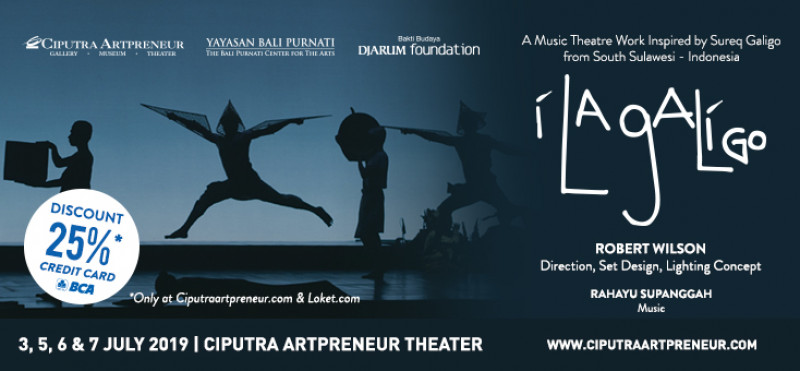 CIPUTRA ARTPRENEUR
GALLERY • MUSEUM • THEATER
YAYASAN BALI PURNATI
THE BALI PURNATI CENTER FOR THE ARTS
Bakti Budaya
DJARUM foundation
A Music Theatre Work Inspired by Sureq Galigo
from South Sulawesi - Indonesia
I LA GALIGO
DISCOUNT
25%*
CREDIT CARD
BCA
*Only at Ciputraartpreneur.com & Loket.com
ROBERT WILSON
Direction, Set Design, Lighting Concept
RAHAYU SUPANGGAH
Music
3, 5, 6 & 7 JULY 2019 | CIPUTRA ARTPRENEUR THEATER
WWW.CIPUTRAARTPRENEUR.COM